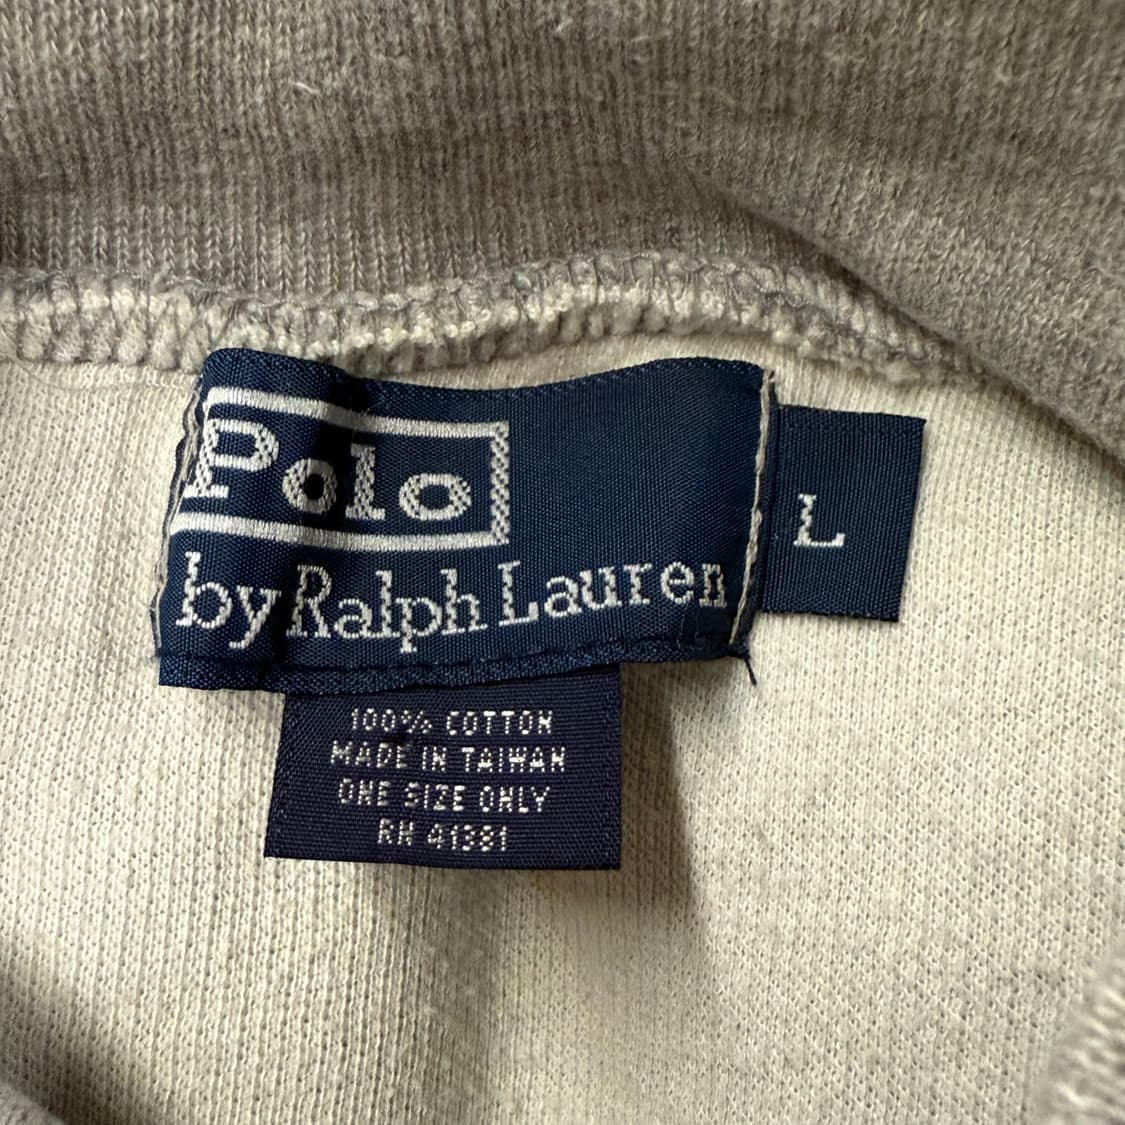 Polo
by Ralph Lauren
L
100% COTTON
MADE IN TAIWAN
ONE SIZE ONLY
RN 41381